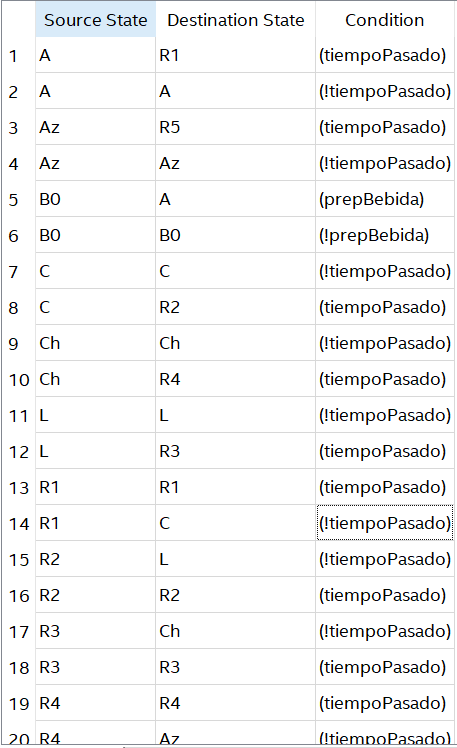 Source State Destination State Condition
1 A R1 (tiempoPasado)
2 A A (!tiempoPasado)
3 Az R5 (tiempoPasado)
4 Az Az (!tiempoPasado)
5 B0 A (prepBebida)
6 B0 B0 (!prepBebida)
7 C C (!tiempoPasado)
8 C R2 (tiempoPasado)
9 Ch Ch (!tiempoPasado)
10 Ch R4 (tiempoPasado)
11 L L (!tiempoPasado)
12 L R3 (tiempoPasado)
13 R1 R1 (tiempoPasado)
14 R1 C (!tiempoPasado)
15 R2 L (!tiempoPasado)
16 R2 R2 (tiempoPasado)
17 R3 Ch (!tiempoPasado)
18 R3 R3 (tiempoPasado)
19 R4 R4 (tiempoPasado)
20 R4 Az (!tiempoPasado)